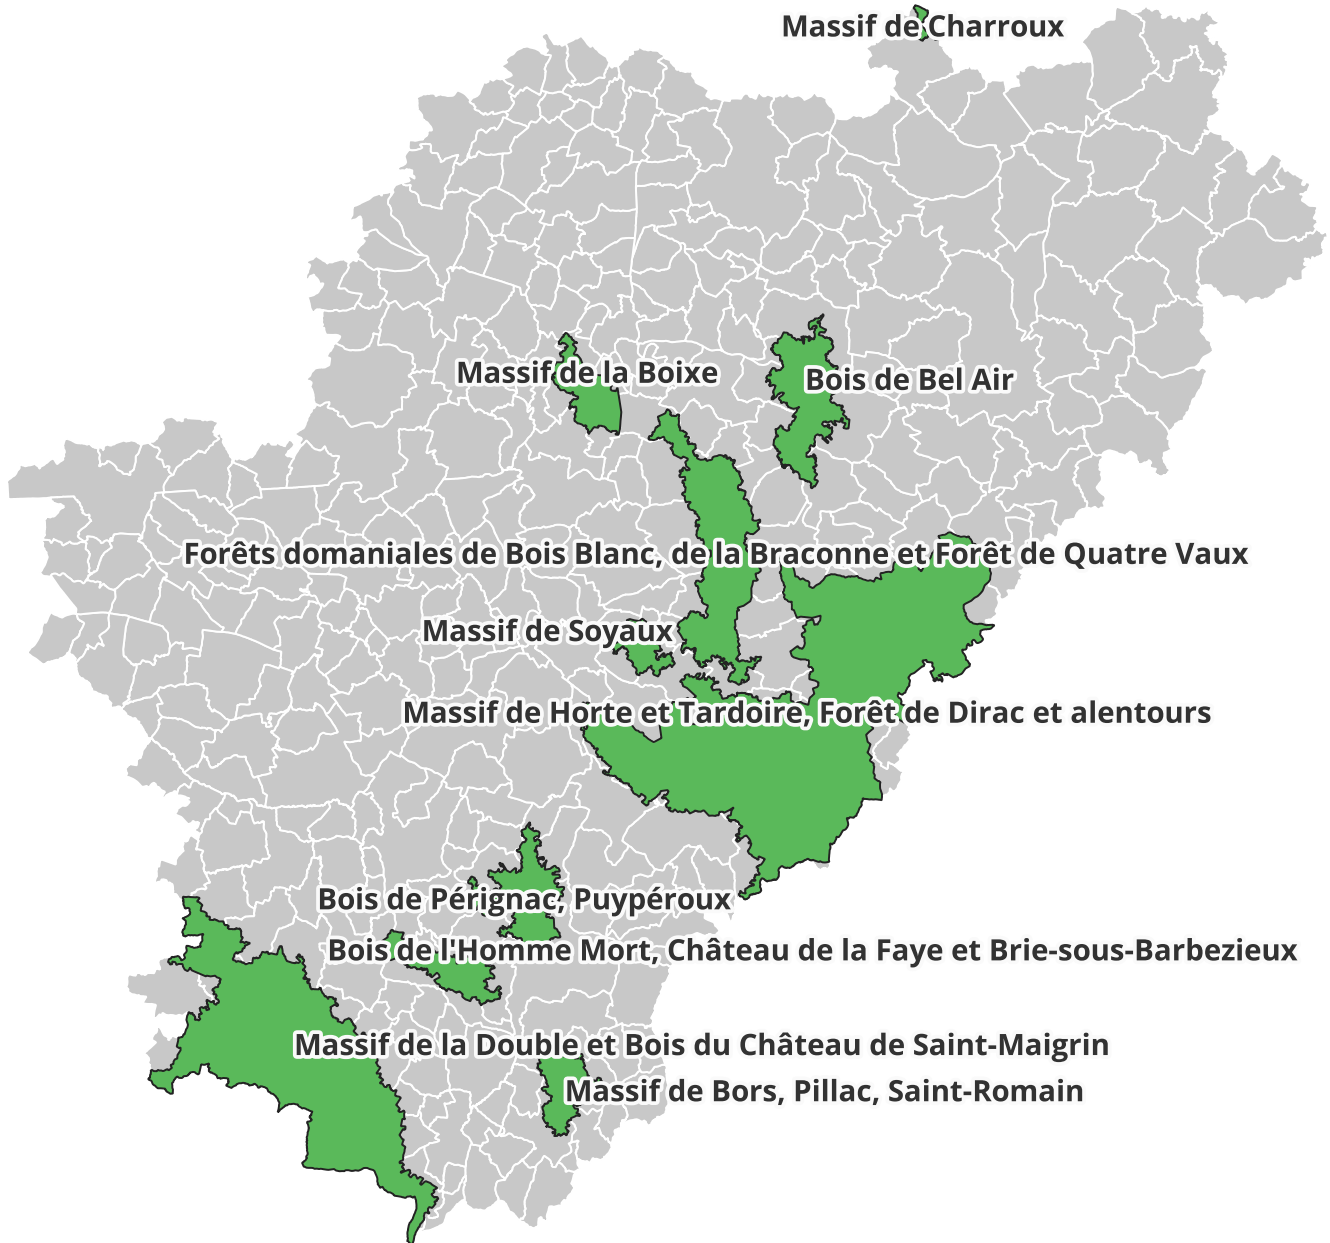 Massif de Charroux
Massif de la Boixe
Bois de Bel Air
Forêts domaniales de Bois Blanc, de la Braconne et Forêt de Quatre Vaux
Massif de Soyaux
Massif de Horte et Tardoire, Forêt de Dirac et alentours
Bois de Pérignac, Puypéroux
Bois de l'Homme Mort, Château de la Faye et Brie-sous-Barbezieux
Massif de la Double et Bois du Château de Saint-Maigrin
Massif de Bors, Pillac, Saint-Romain